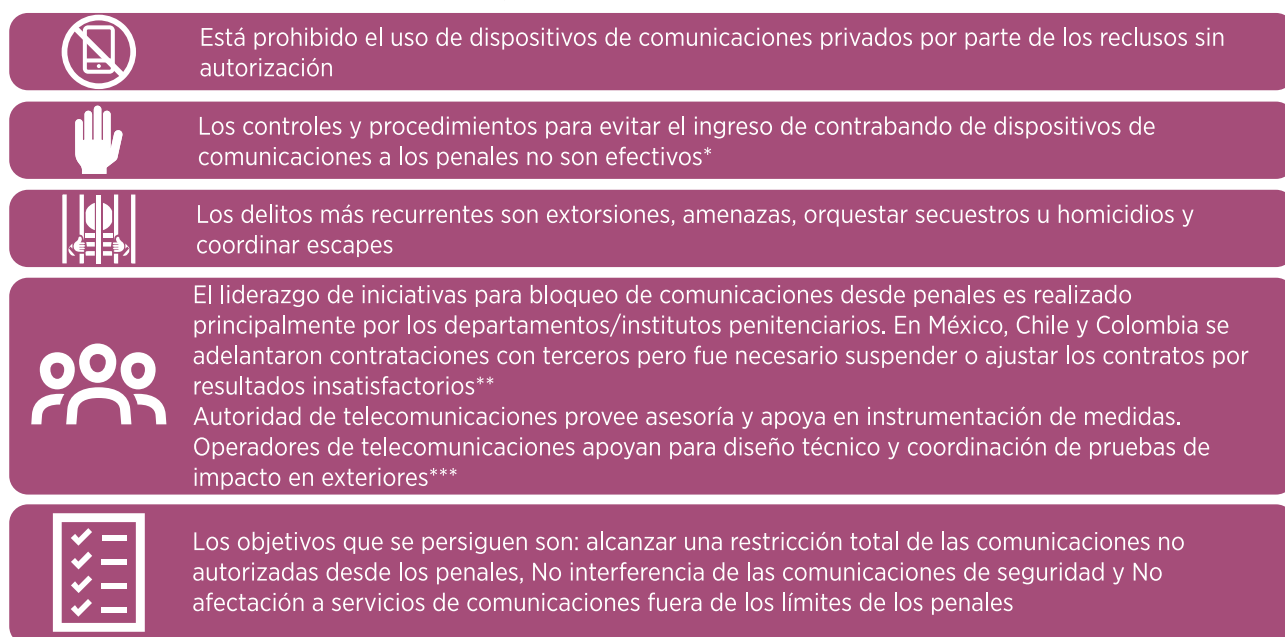 Está prohibido el uso de dispositivos de comunicaciones privados por parte de los reclusos sin
autorización
Los controles y procedimientos para evitar el ingreso de contrabando de dispositivos de
comunicaciones a los penales no son efectivos*
Los delitos más recurrentes son extorsiones, amenazas, orquestar secuestros u homicidios y
coordinar escapes
El liderazgo de iniciativas para bloqueo de comunicaciones desde penales es realizado
principalmente por los departamentos/institutos penitenciarios. En México, Chile y Colombia se
adelantaron contrataciones con terceros pero fue necesario suspender o ajustar los contratos por
resultados insatisfactorios**
Autoridad de telecomunicaciones provee asesoría y apoya en instrumentación de medidas.
Operadores de telecomunicaciones apoyan para diseño técnico y coordinación de pruebas de
impacto en exteriores***
Los objetivos que se persiguen son: alcanzar una restricción total de las comunicaciones no
autorizadas desde los penales, No interferencia de las comunicaciones de seguridad y No
afectación a servicios de comunicaciones fuera de los límites de los penales